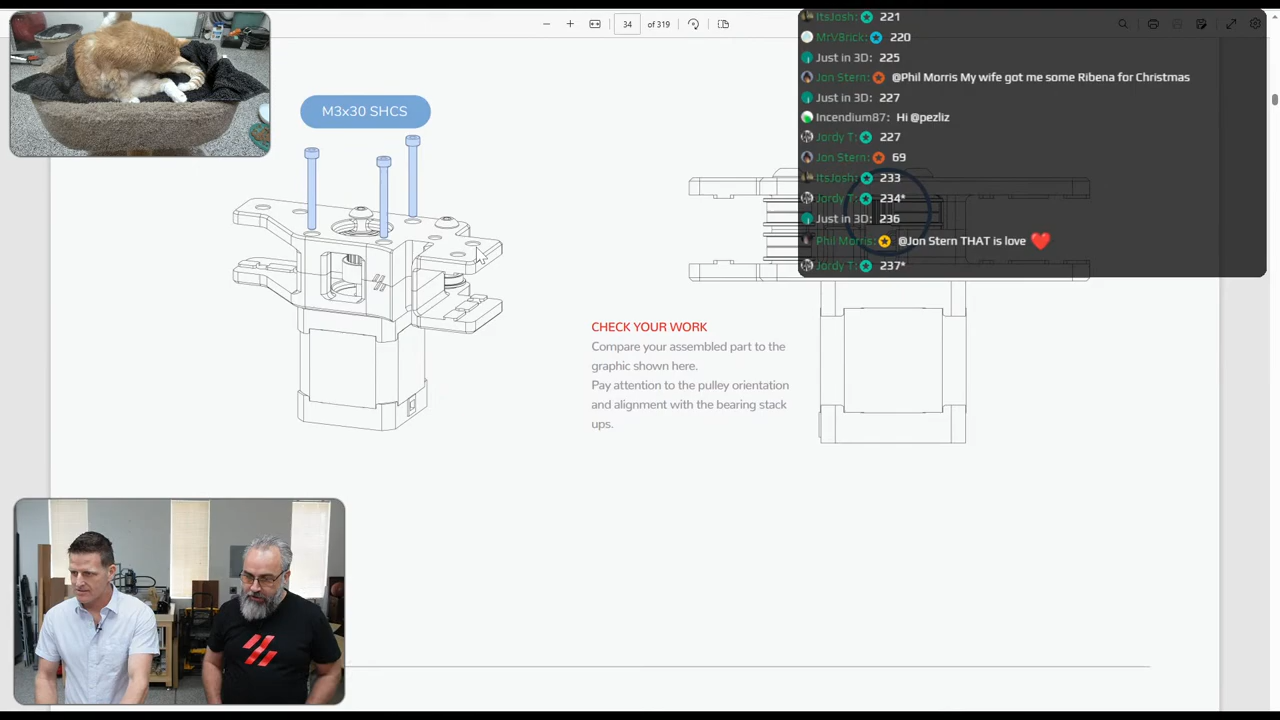 34 of 319
M3x30 SHCS
CHECK YOUR WORK
Compare your assembled part to the
graphic shown here.
Pay attention to the pulley orientation
and alignment with the bearing stack
ups.
ItsJosh: 221
MrV8rick: 220
Just in 3D: 225
Jon Stern: @Phil Morris My wife got me some Ribena for Christmas
Just in 3D: 227
Incendium87: Hi @pezliz
Jordy T: 227
Jon Stern: 69
ItsJosh: 233
Jordy T: 234*
Just in 3D: 236
Phil Morris: @Jon Stern THAT is love ❤️
Jordy T: 237*